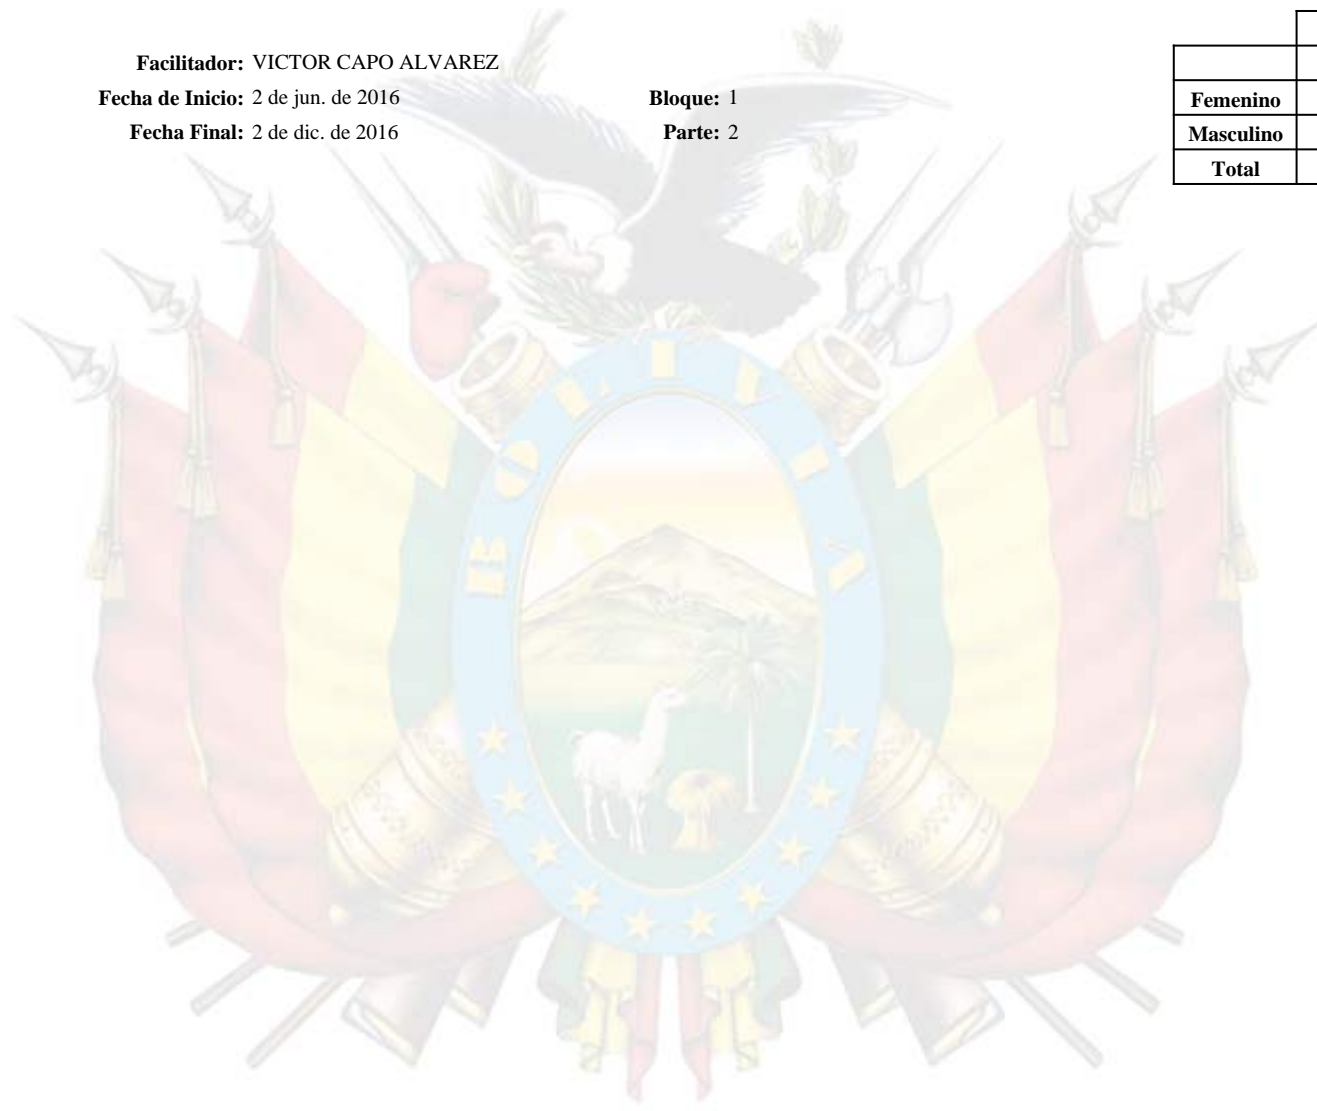 Facilitador: VICTOR CAPO ALVAREZ
Fecha de Inicio: 2 de jun. de 2016 Bloque: 1
Fecha Final: 2 de dic. de 2016 Parte: 2
Femenino
Masculino
Total
BOLIVIA